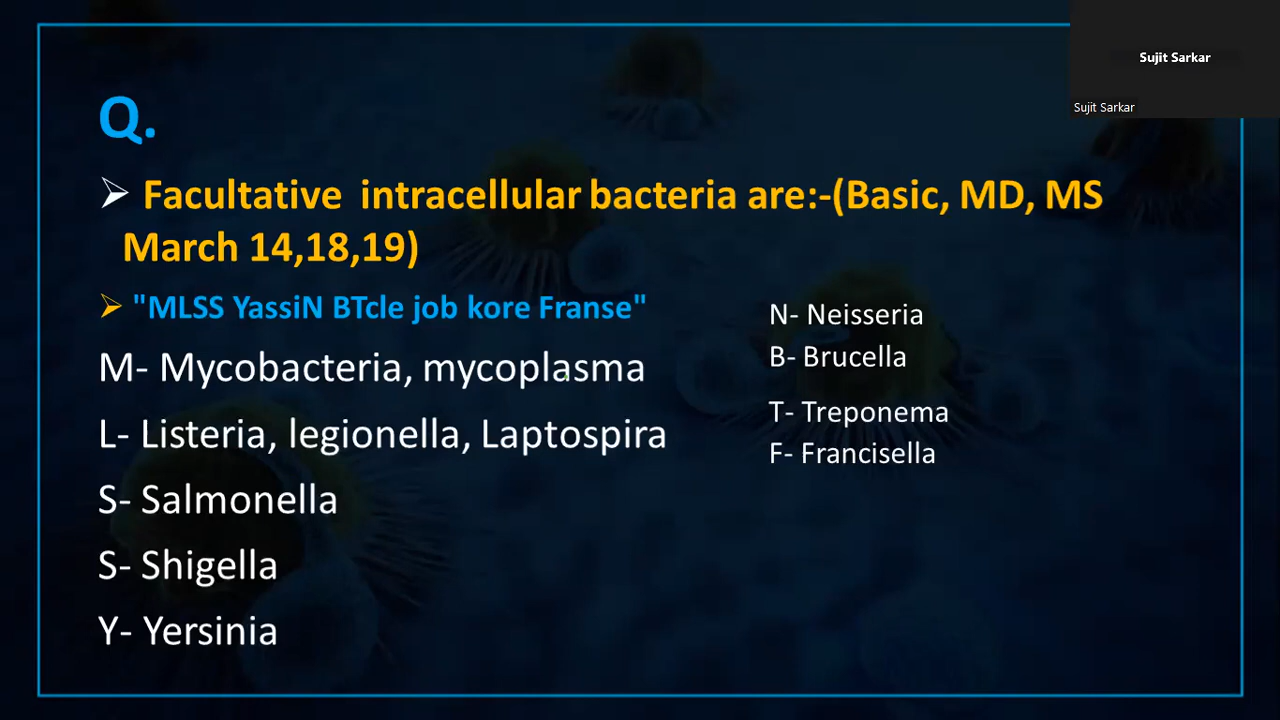 Sujit Sarkar
Sujit Sarkar
Q.
➢ Facultative intracellular bacteria are:-(Basic, MD, MS
March 14,18,19)
➢ "MLSS YassiN BTcle job kore Franse"
M- Mycobacteria, mycoplasma
L- Listeria, legionella, Laptospira
S- Salmonella
S- Shigella
Y- Yersinia
N- Neisseria
B- Brucella
T- Treponema
F- Francisella